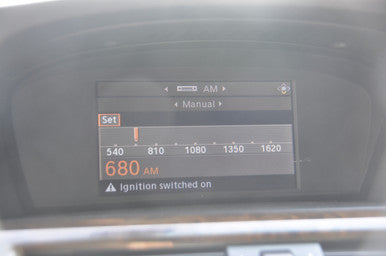 AM
Manual
Set
540 810 1080 1350 1620
680 AM
Ignition switched on